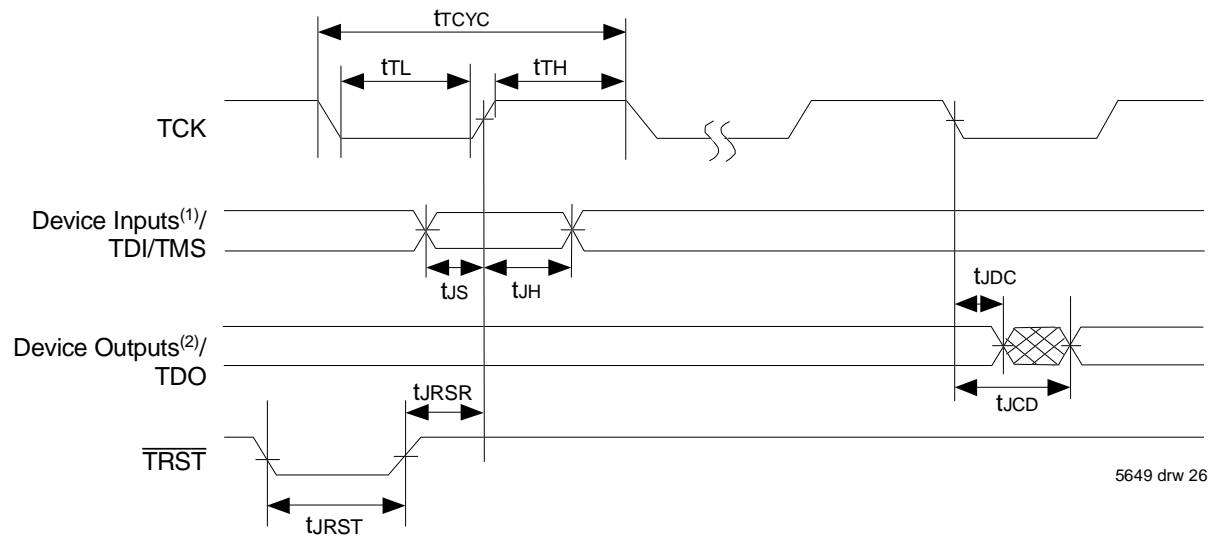 tTCYC
tTL
tTH
TCK
Device Inputs(1)/
TDI/TMS
tJS
tJH
tJDC
Device Outputs(2)/
TDO
tJRSR
tJCD
TRST
5649 drw 26
tJRST